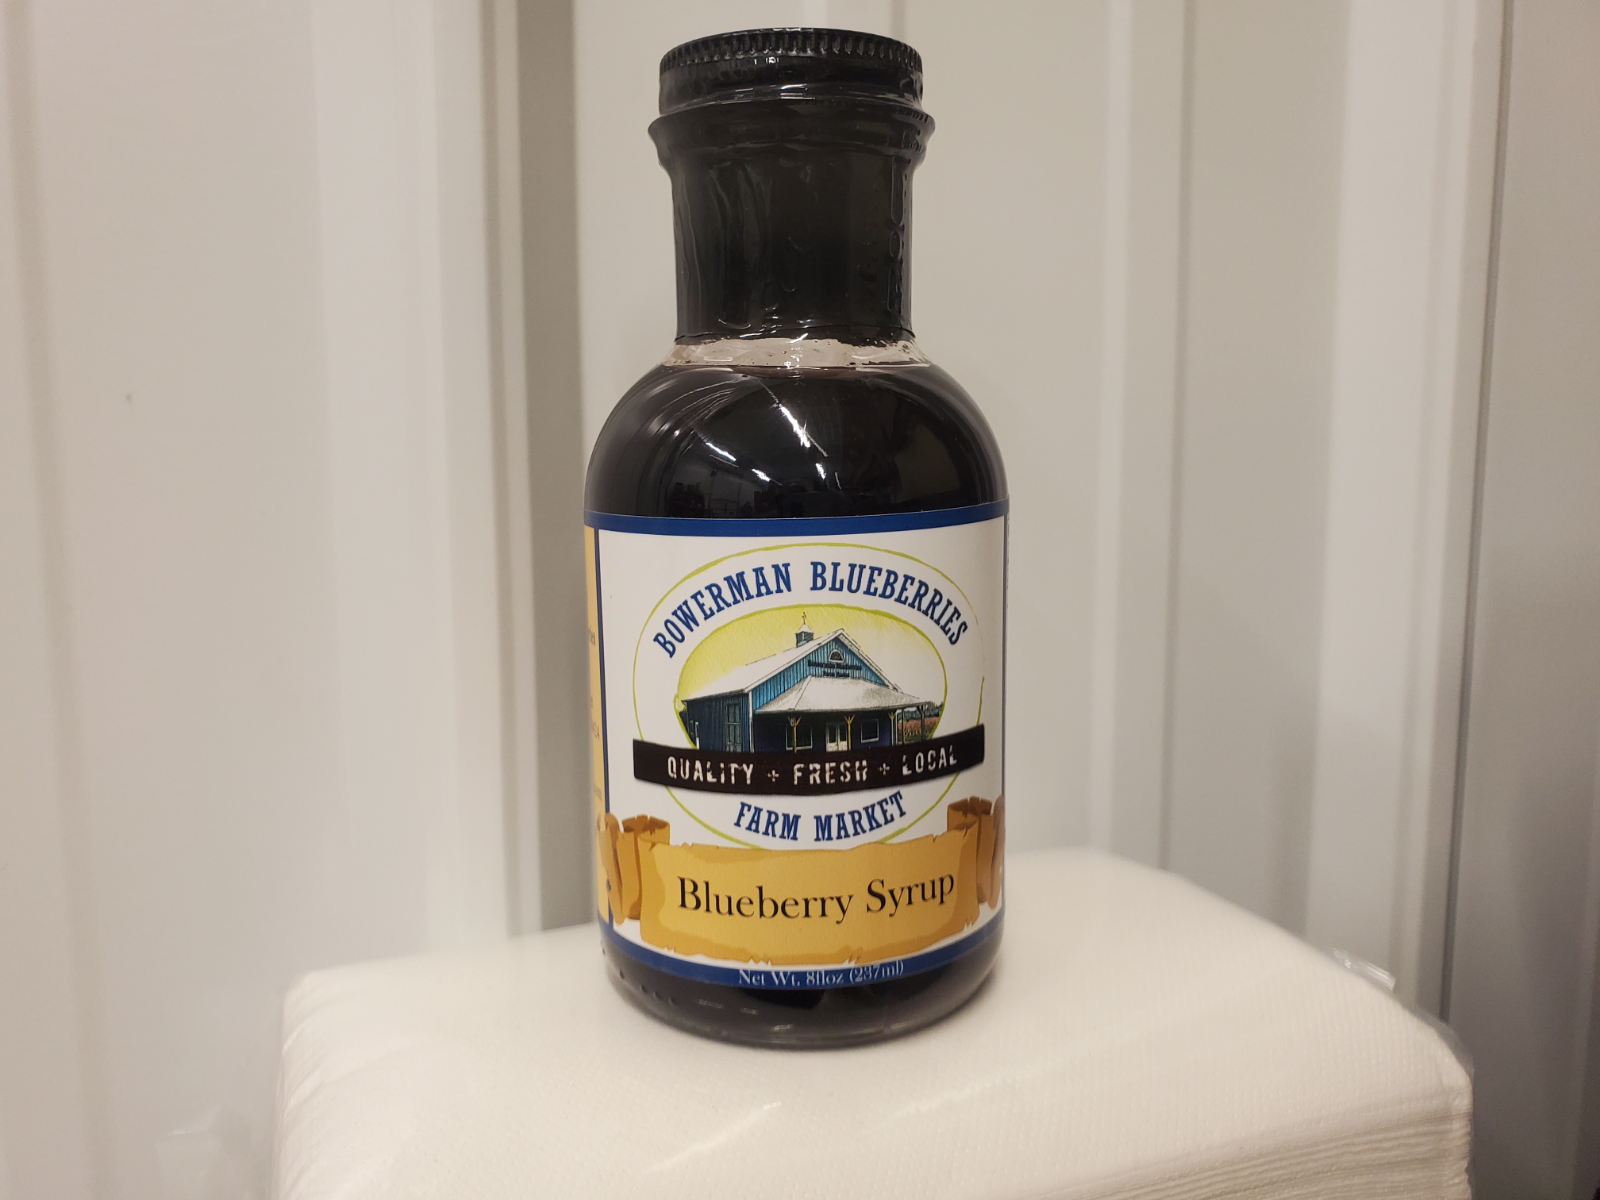 BOWERMAN BLUEBERRIES
QUALITY + FRESH + LOCAL
FARM MARKET
Blueberry Syrup
Net Wt. 8floz (237ml)